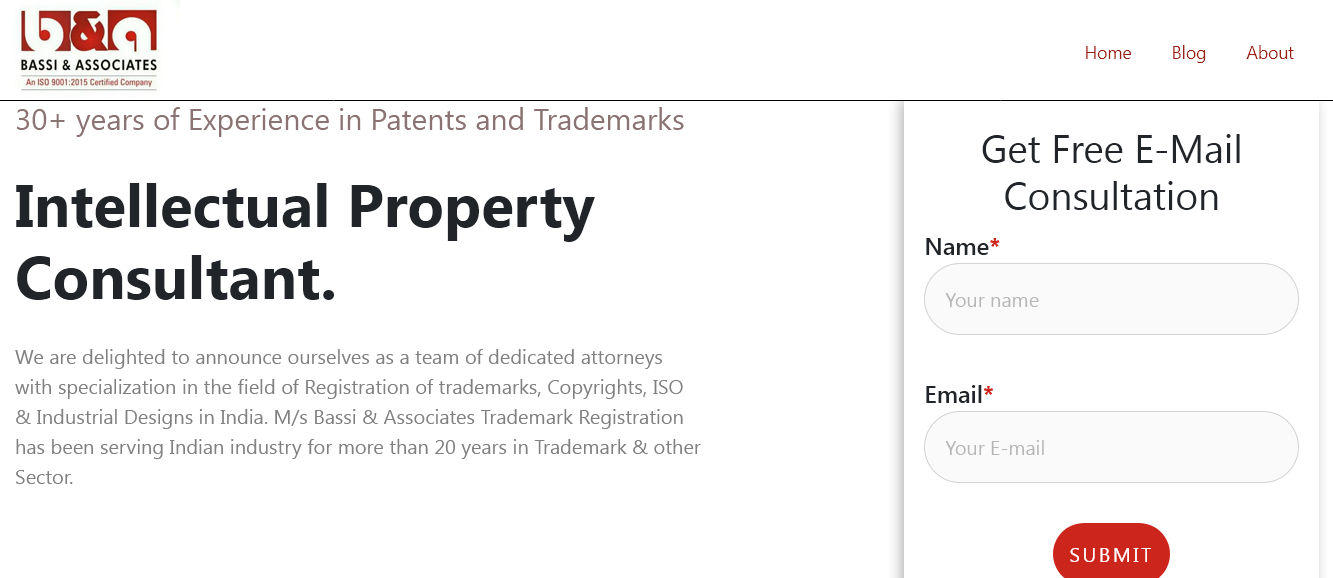 b&a
BASSI & ASSOCIATES
An ISO 9001:2015 Certified Company
Home
Blog
About
30+ years of Experience in Patents and Trademarks
Intellectual Property
Consultant.
We are delighted to announce ourselves as a team of dedicated attorneys
with specialization in the field of Registration of trademarks, Copyrights, ISO
& Industrial Designs in India. M/s Bassi & Associates Trademark Registration
has been serving Indian industry for more than 20 years in Trademark & other
Sector.
Get Free E-Mail
Consultation
Name*
Your name
Email*
Your E-mail
SUBMIT